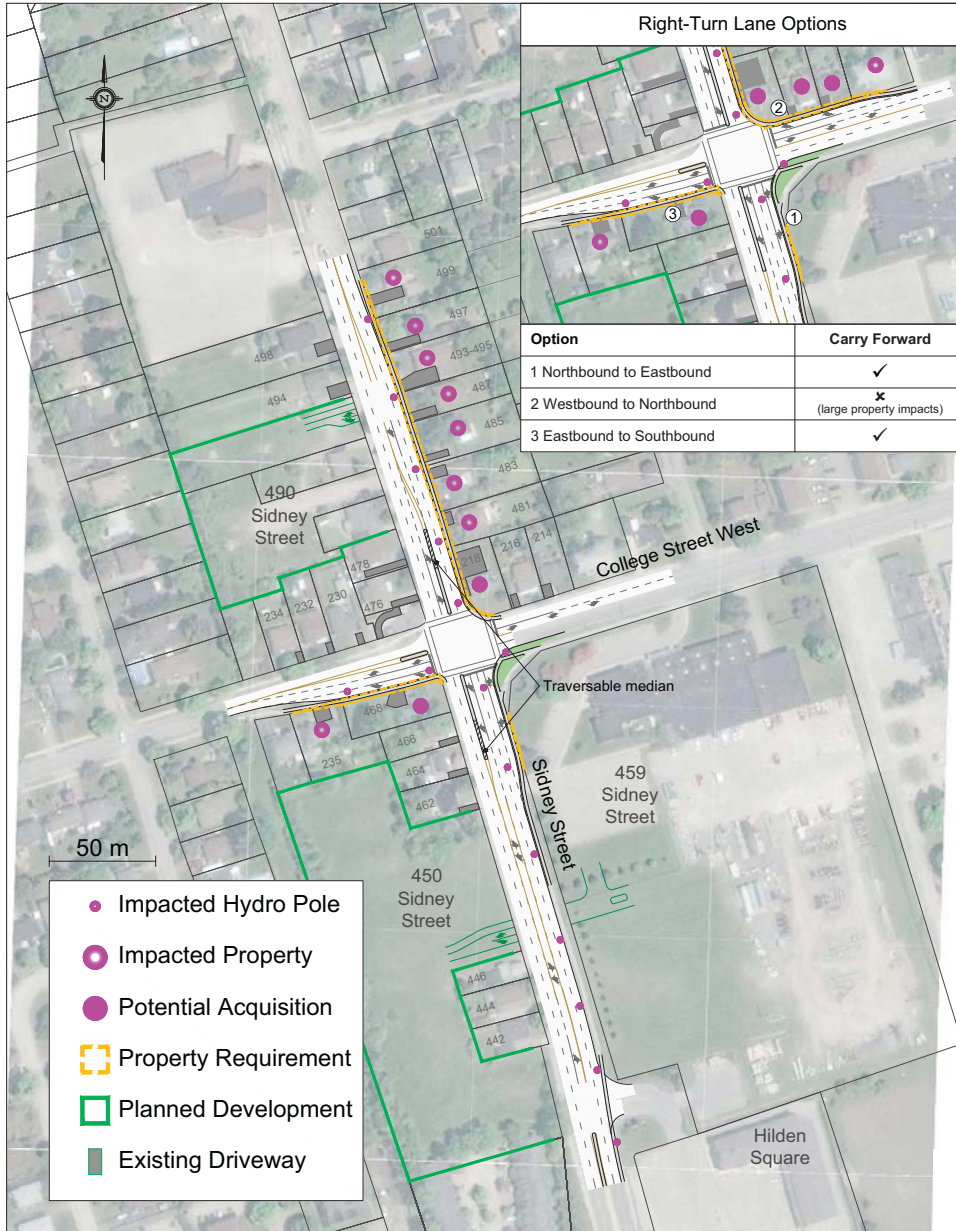 Right-Turn Lane Options
2
3
1
Option
Carry Forward
1 Northbound to Eastbound
✓
2 Westbound to Northbound
✘
(large property impacts)
3 Eastbound to Southbound
✓
N
501
499
497
493-495
487
485
483
481
498
494
490
Sidney
Street
478
476
230
232
234
218
216
214
College Street West
Traversable median
468
235
466
464
462
Sidney Street
459
Sidney
Street
450
Sidney
Street
446
444
442
Hilden
Square
50 m
Impacted Hydro Pole
Impacted Property
Potential Acquisition
Property Requirement
Planned Development
Existing Driveway